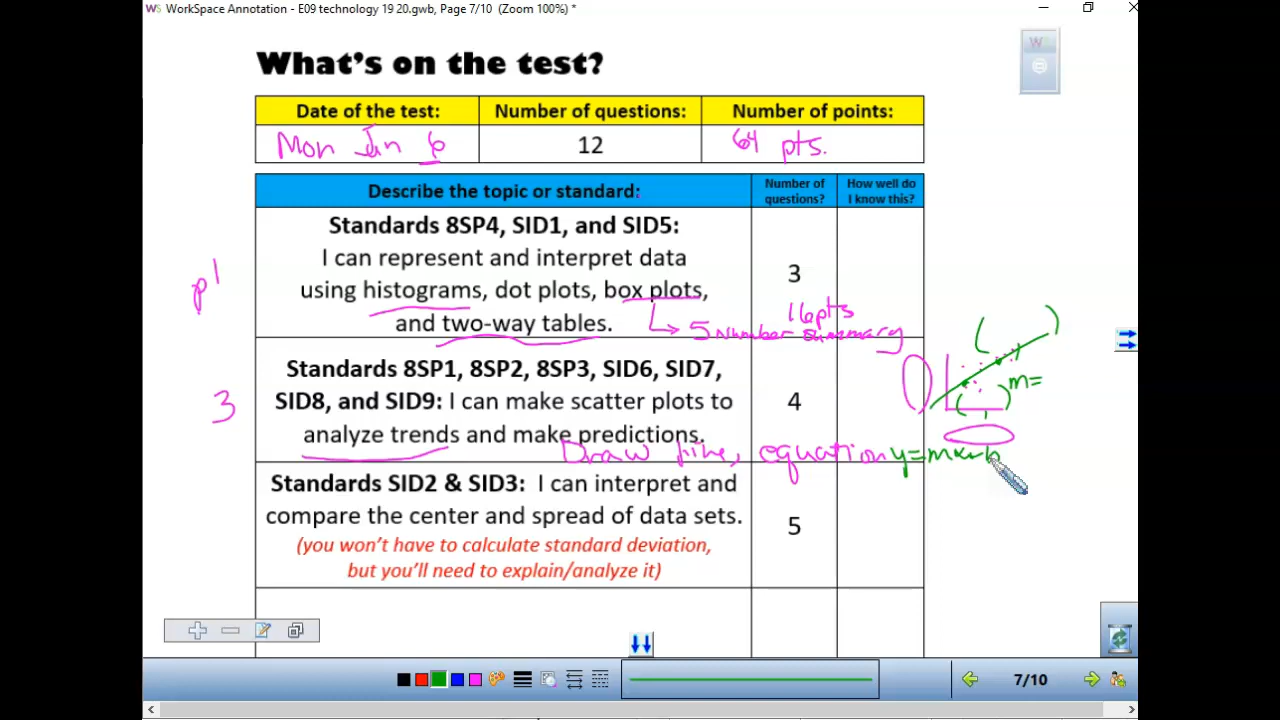 WS WorkSpace Annotation - E09 technology 19 20.gwb, Page 7/10 (Zoom 100%) *
What's on the test?
W
Date of the test: Number of questions: Number of points:
Mon Jan 6 12 64 pts.
Describe the topic or standard: Number of questions? How well do I know this?
Standards 8SP4, SID1, and SID5:
I can represent and interpret data
using histograms, dot plots, box plots,
and two-way tables.
3
p1
16pts
5 Number summary
Standards 8SP1, 8SP2, 8SP3, SID6, SID7,
SID8, and SID9: I can make scatter plots to
analyze trends and make predictions.
4
3
m=
Draw line, equation y=mx+b
Standards SID2 & SID3: I can interpret and
compare the center and spread of data sets.
(you won't have to calculate standard deviation,
but you'll need to explain/analyze it)
5
7/10